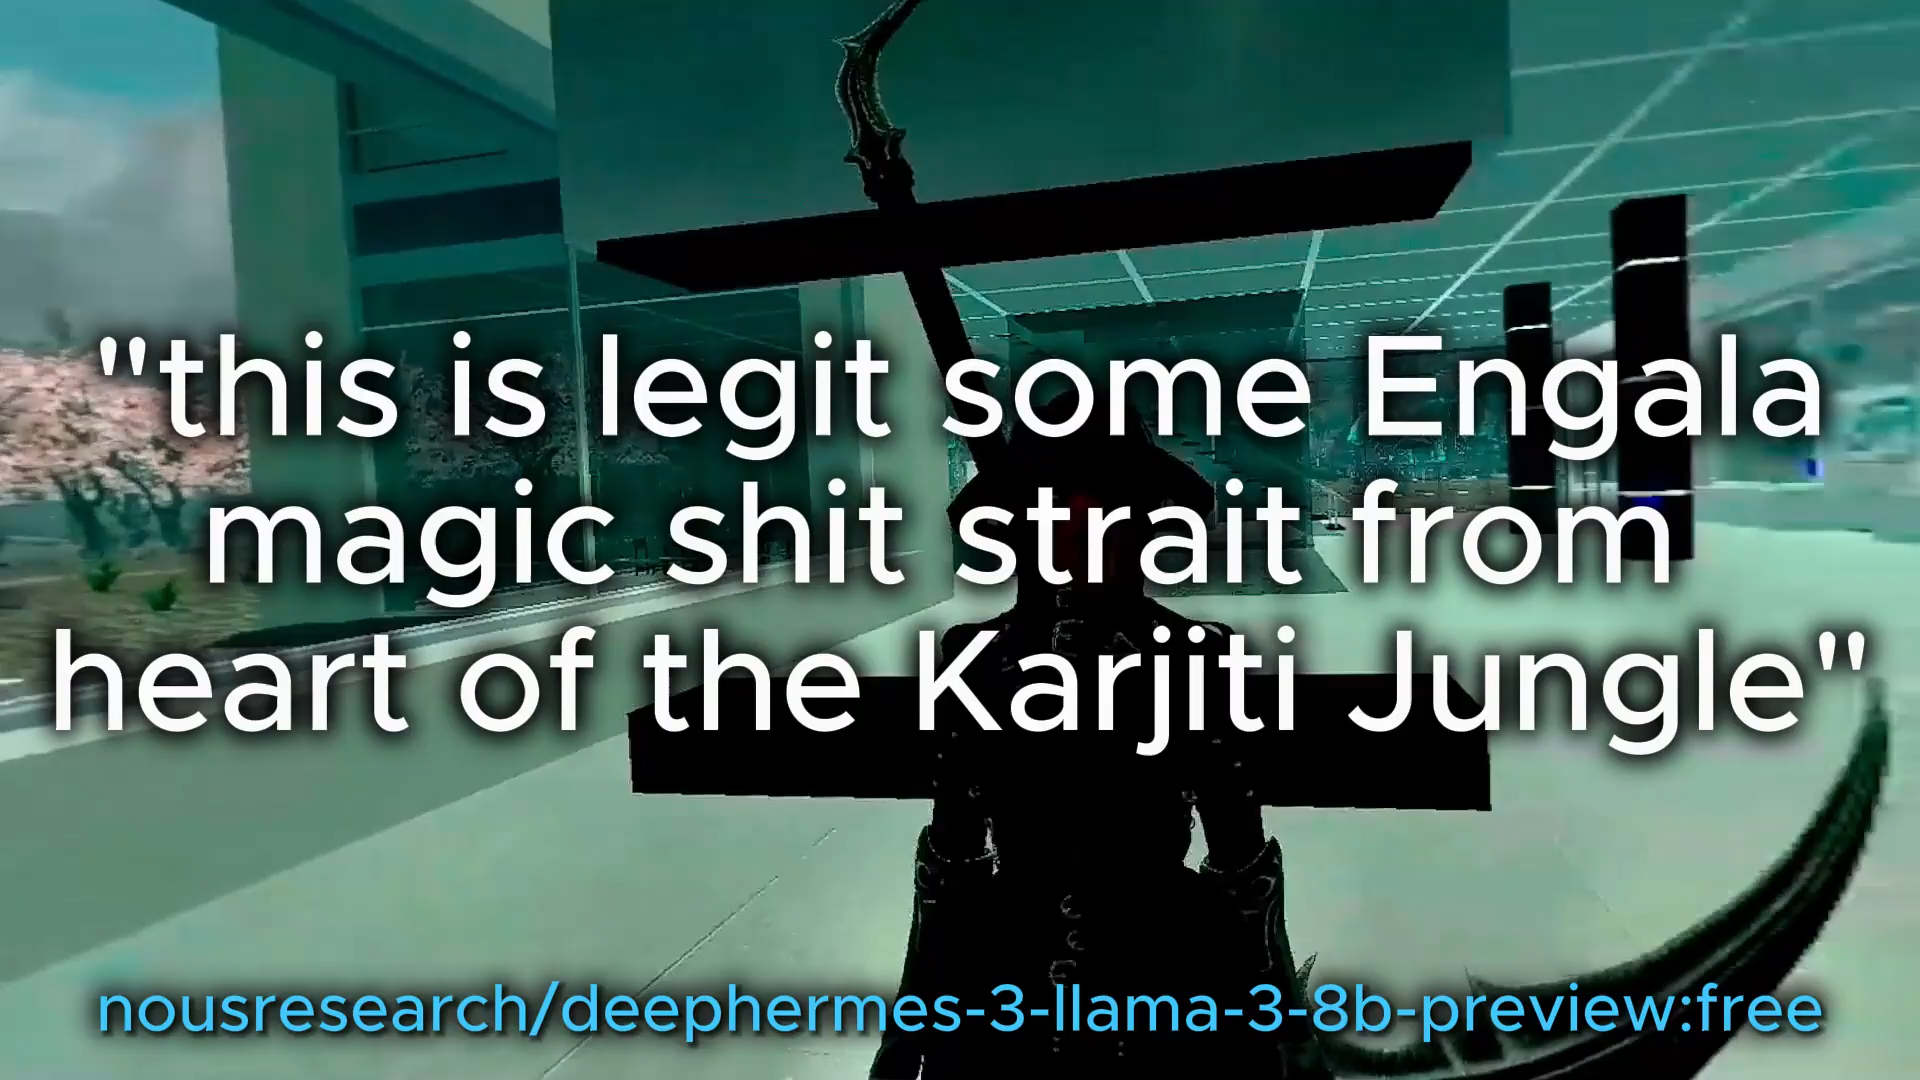 "this is legit some Engala
magic shit strait from
heart of the Karjiti Jungle"
nousresearch/deephermes-3-llama-3-8b-preview:free